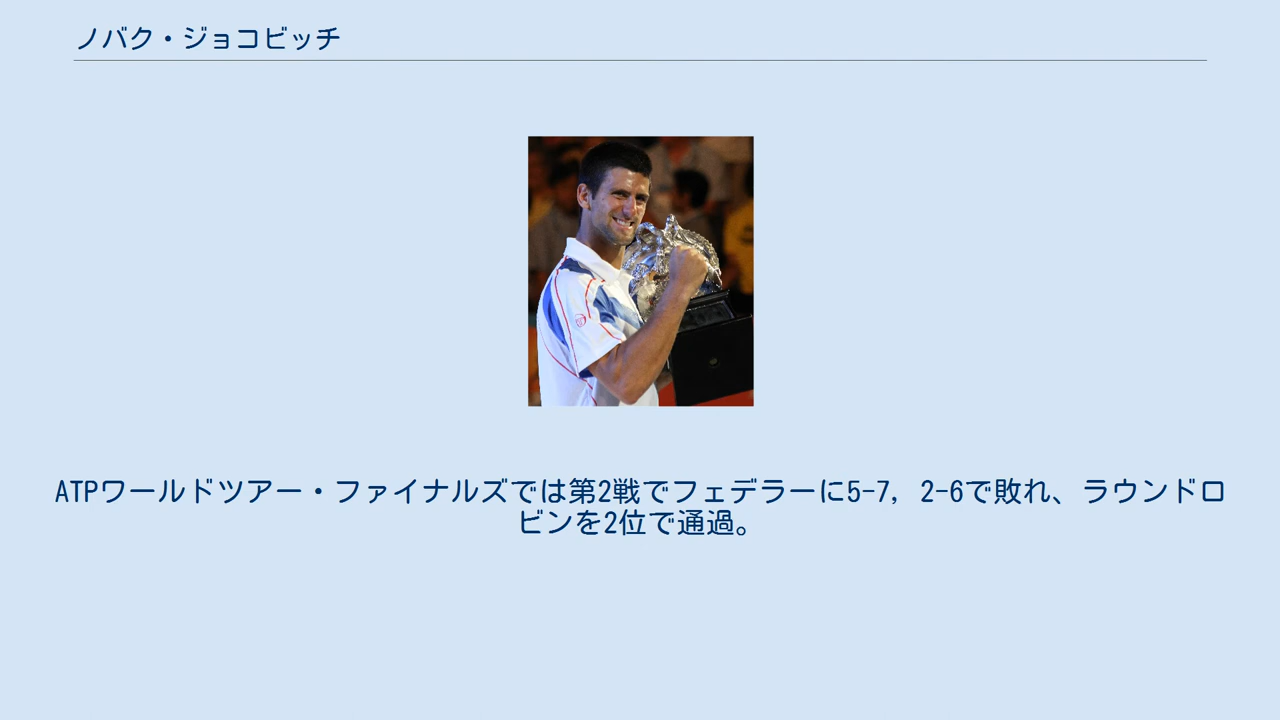 ノバク・ジョコビッチ
ATPワールドツアー・ファイナルズでは第2戦でフェデラーに5-7, 2-6で敗れ、ラウンドロ
ビンを2位で通過。